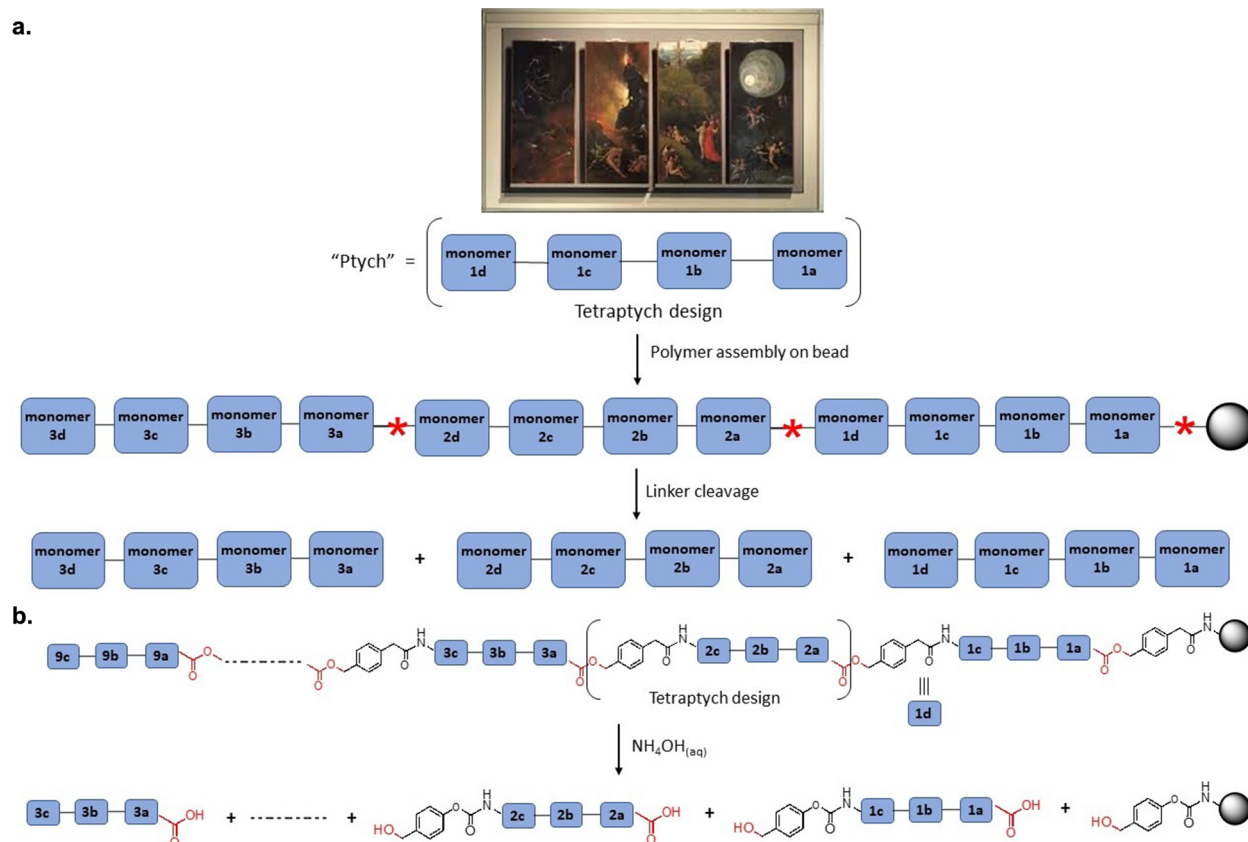 a.
"Ptych" =
monomer 1d
monomer 1c
monomer 1b
monomer 1a
Tetraptych design
Polymer assembly on bead
monomer 3d
monomer 3c
monomer 3b
monomer 3a
*
monomer 2d
monomer 2c
monomer 2b
monomer 2a
*
monomer 1d
monomer 1c
monomer 1b
monomer 1a
*
Linker cleavage
monomer 3d
monomer 3c
monomer 3b
monomer 3a
+
monomer 2d
monomer 2c
monomer 2b
monomer 2a
+
monomer 1d
monomer 1c
monomer 1b
monomer 1a
b.
9c
9b
9a
O
O
O
O
O
H
N
3c
3b
3a
O
O
O
H
N
2c
2b
2a
O
O
O
H
N
1c
1b
1a
O
O
O
H
N
Tetraptych design
1d
NH₄OH(aq)
3c
3b
3a
OH
O
+
+
HO
O
O
H
N
2c
2b
2a
OH
O
+
HO
O
O
H
N
1c
1b
1a
OH
O
+
HO
O
O
H
N